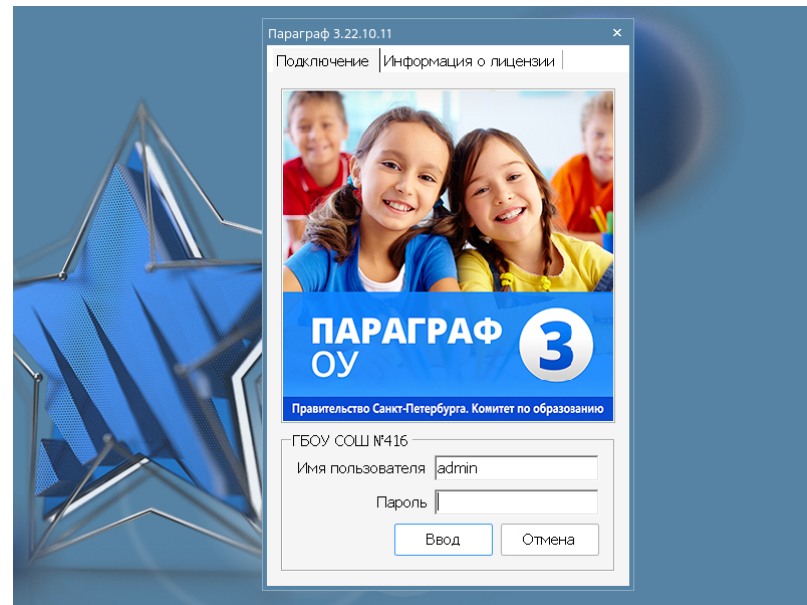 Параграф 3.22.10.11
Подключение Информация о лицензии
ПАРАГРАФ 3
ОУ
Правительство Санкт-Петербурга. Комитет по образованию
ГБОУ СОШ №416
Имя пользователя admin
Пароль
Ввод Отмена